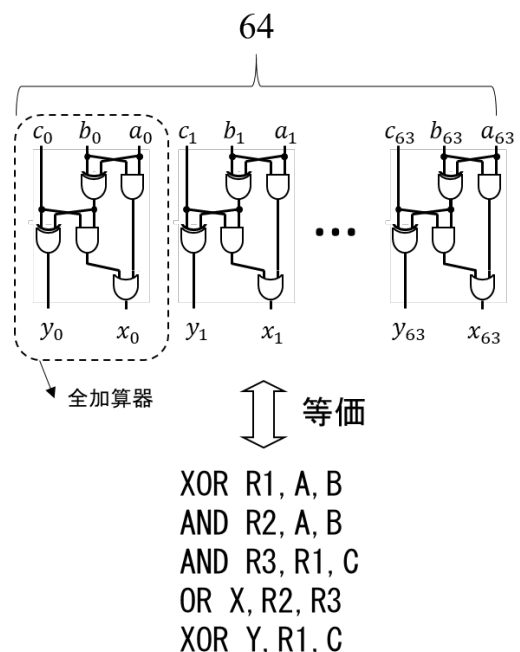 64
c₀ b₀ a₀ c₁ b₁ a₁ c₆₃ b₆₃ a₆₃
•••
y₀ x₀ y₁ x₁ y₆₃ x₆₃
全加算器
等価
XOR R1, A, B
AND R2, A, B
AND R3, R1, C
OR X, R2, R3
XOR Y, R1, C